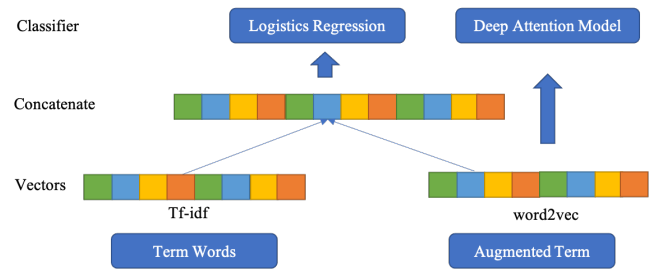 Classifier
Logistics Regression
Deep Attention Model
Concatenate
Vectors
Tf-idf
word2vec
Term Words
Augmented Term